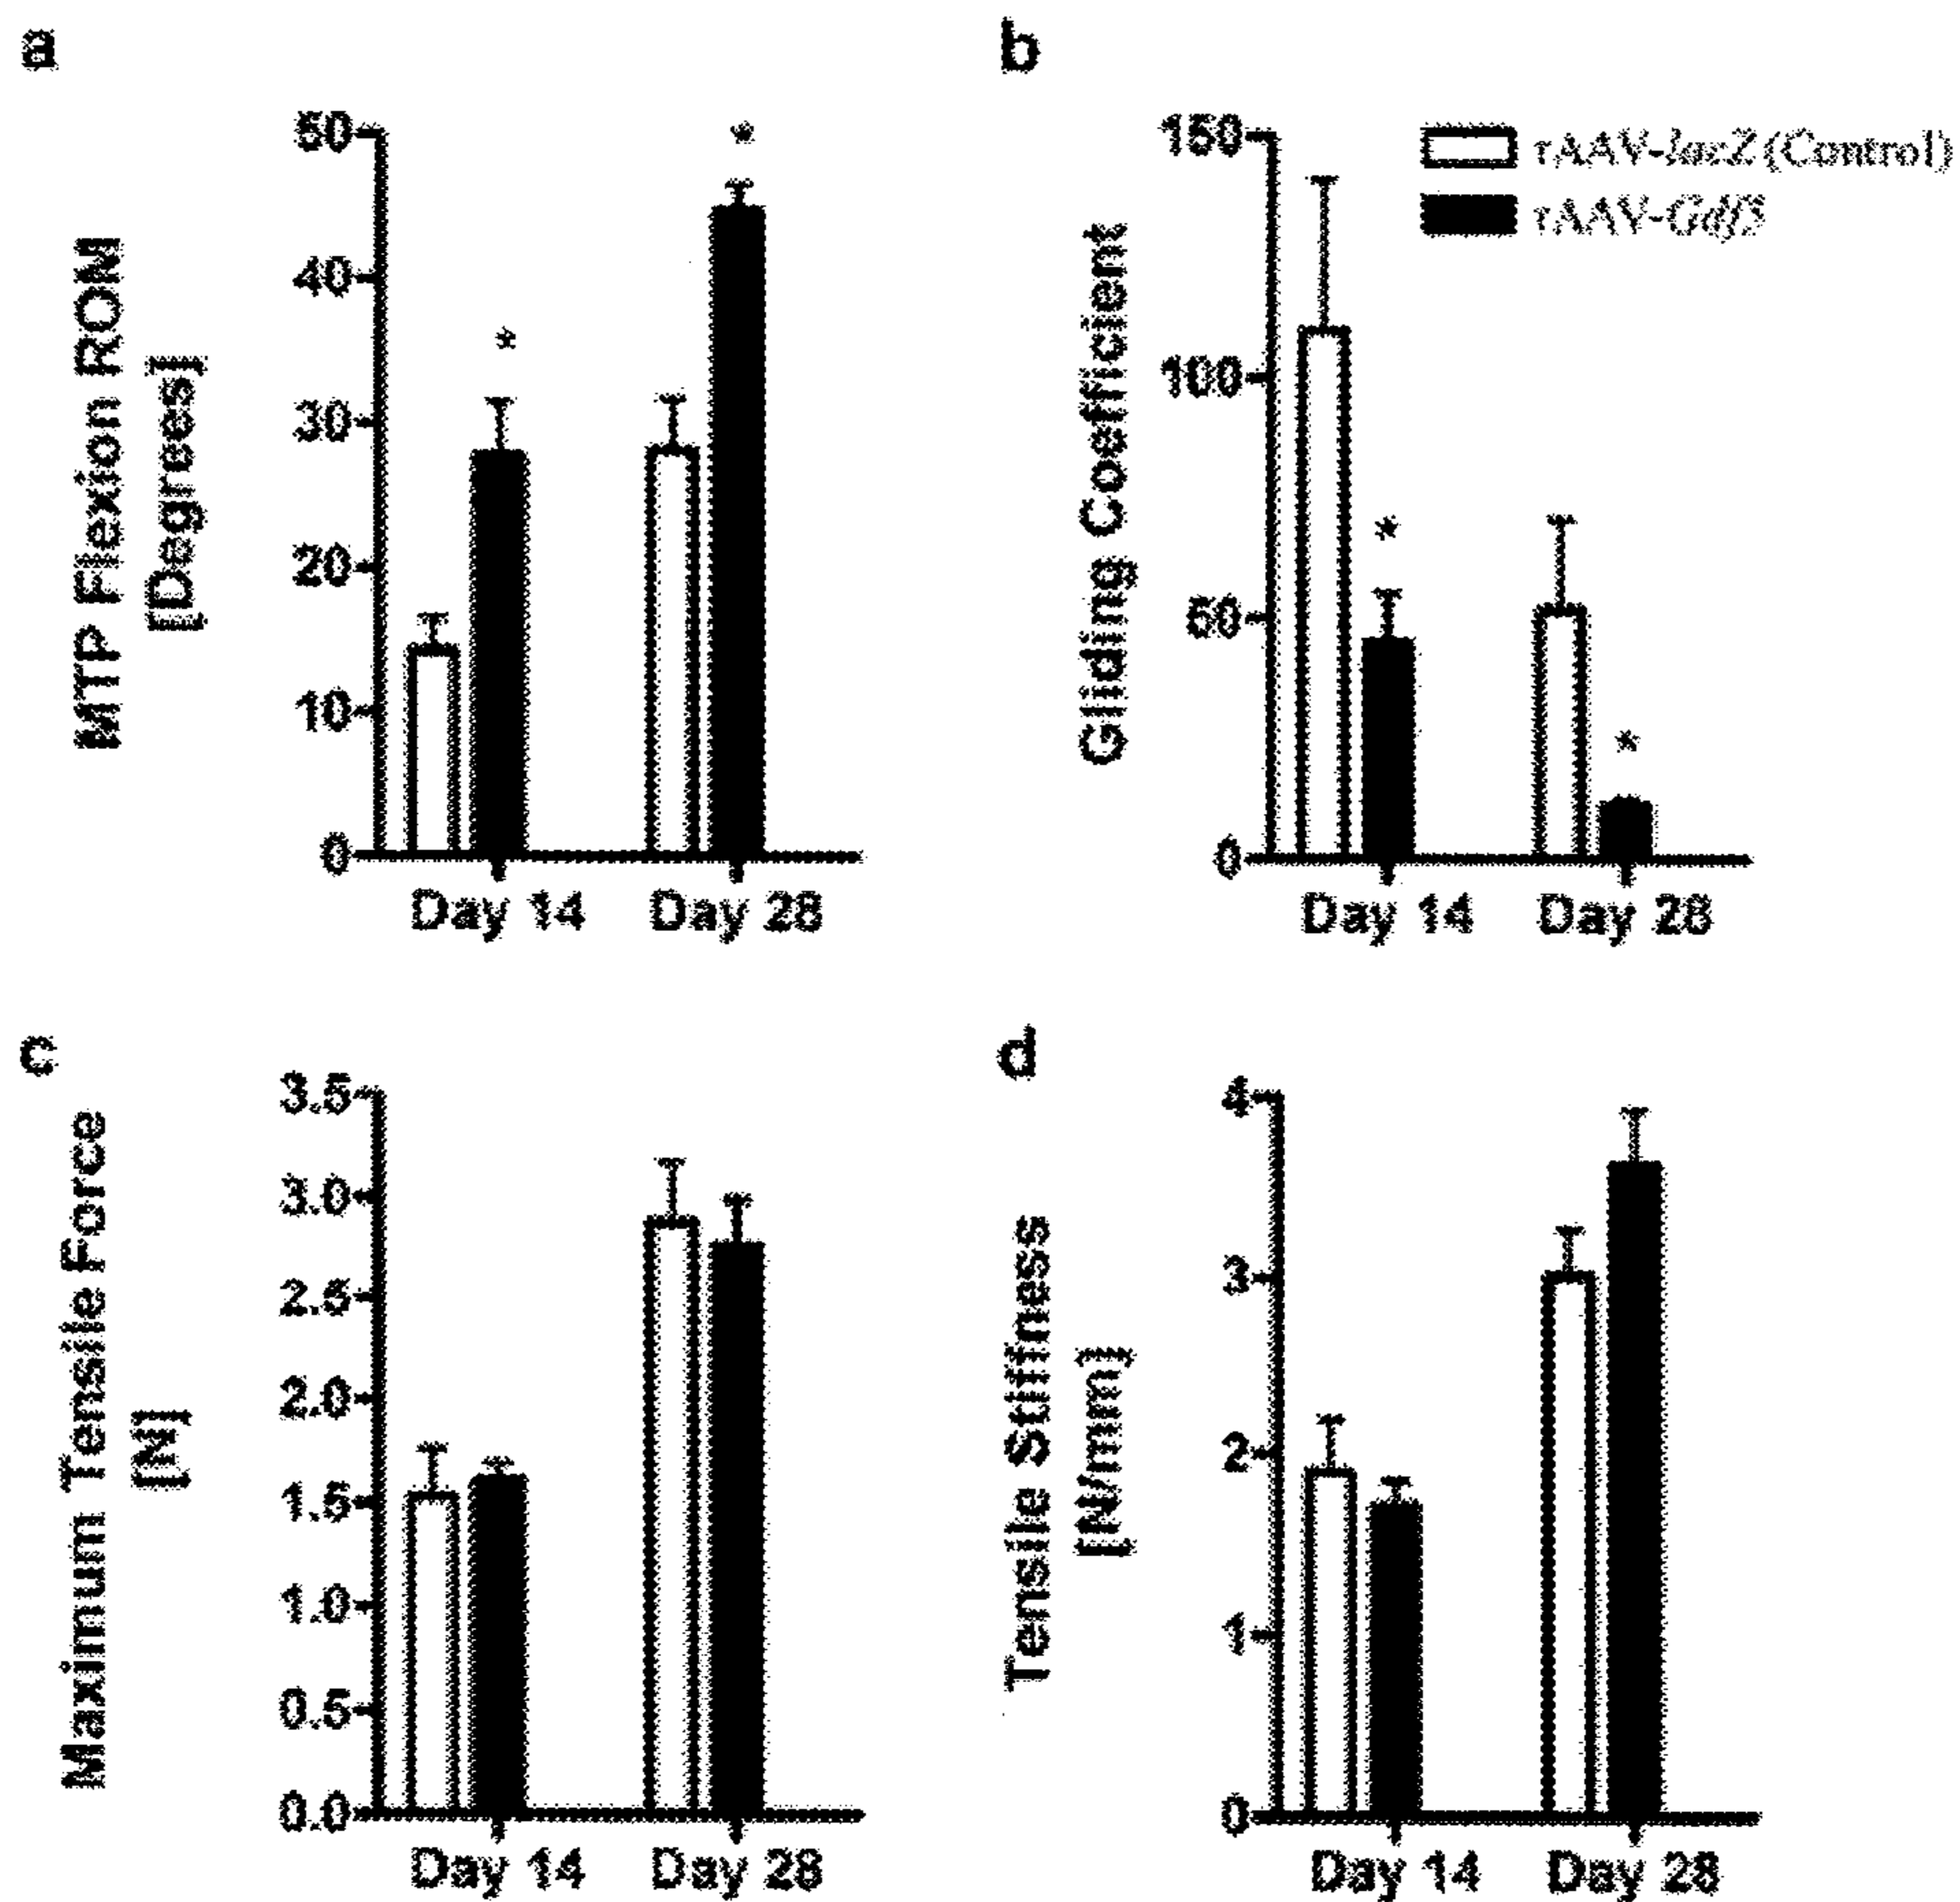 a
MTP Flexion ROM
[Degrees]
50
40
30
20
10
0
*
*
Day 14
Day 28
b
Gliding Coefficient
150
100
50
0
*
*
rAAV-lacZ (Control)
rAAV-Gdf5
Day 14
Day 28
c
Maximum Tensile Force
[N]
3.5
3.0
2.5
2.0
1.5
1.0
0.5
0.0
Day 14
Day 28
d
Tensile Stiffness
[N/mm]
4
3
2
1
0
Day 14
Day 28